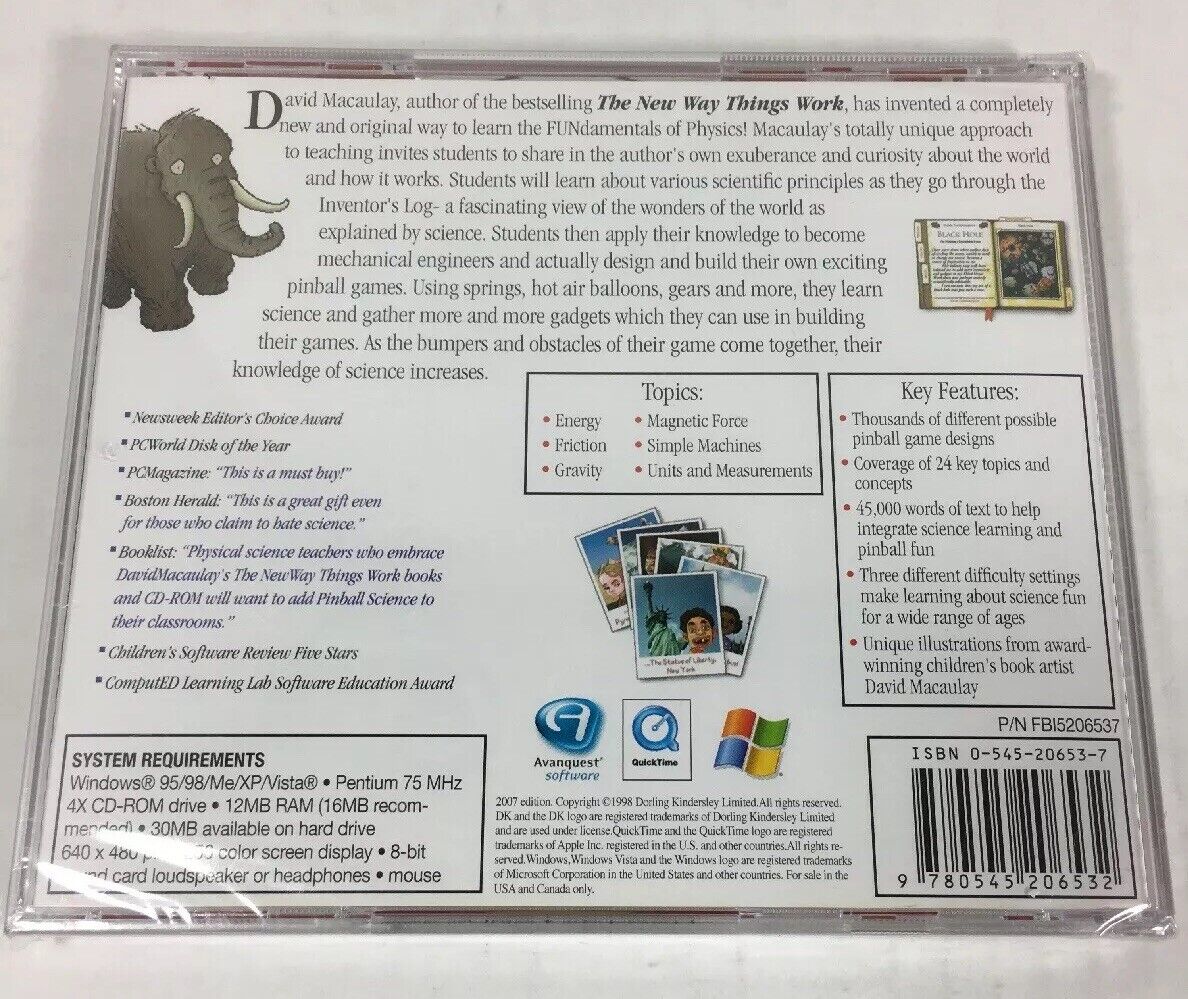 David Macaulay, author of the bestselling The New Way Things Work, has invented a completely
new and original way to learn the FUNdamentals of Physics! Macaulay's totally unique approach
to teaching invites students to share in the author's own exuberance and curiosity about the world
and how it works. Students will learn about various scientific principles as they go through the
Inventor's Log- a fascinating view of the wonders of the world as
explained by science. Students then apply their knowledge to become
mechanical engineers and actually design and build their own exciting
pinball games. Using springs, hot air balloons, gears and more, they learn
science and gather more and more gadgets which they can use in building
their games. As the bumpers and obstacles of their game come together, their
knowledge of science increases.
BLACK HOLE
▪ Newsweek Editor's Choice Award
▪ PCWorld Disk of the Year
▪ PCMagazine: "This is a must buy!"
▪ Boston Herald: "This is a great gift even
for those who claim to hate science."
▪ Booklist: "Physical science teachers who embrace
DavidMacaulay's The NewWay Things Work books
and CD-ROM will want to add Pinball Science to
their classrooms."
▪ Children's Software Review Five Stars
▪ ComputED Learning Lab Software Education Award
Topics:
• Energy
• Friction
• Gravity
• Magnetic Force
• Simple Machines
• Units and Measurements
Key Features:
• Thousands of different possible
pinball game designs
• Coverage of 24 key topics and
concepts
• 45,000 words of text to help
integrate science learning and
pinball fun
• Three different difficulty settings
make learning about science fun
for a wide range of ages
• Unique illustrations from award-
winning children's book artist
David Macaulay
...The Statue of Liberty,
New York
Avanquest
software
QuickTime
P/N FBI5206537
ISBN 0-545-20653-7
9 780545 206532
SYSTEM REQUIREMENTS
Windows® 95/98/Me/XP/Vista® • Pentium 75 MHz
4X CD-ROM drive • 12MB RAM (16MB recom-
mended) • 30MB available on hard drive
640 x 480 color screen display • 8-bit
card loudspeaker or headphones • mouse
2007 edition. Copyright ©1998 Dorling Kindersley Limited.All rights reserved.
DK and the DK logo are registered trademarks of Dorling Kindersley Limited
and are used under license.QuickTime and the QuickTime logo are registered
trademarks of Apple Inc. registered in the U.S. and other countries.All rights re-
served.Windows,Windows Vista and the Windows logo are registered trademarks
of Microsoft Corporation in the United States and other countries. For sale in the
USA and Canada only.